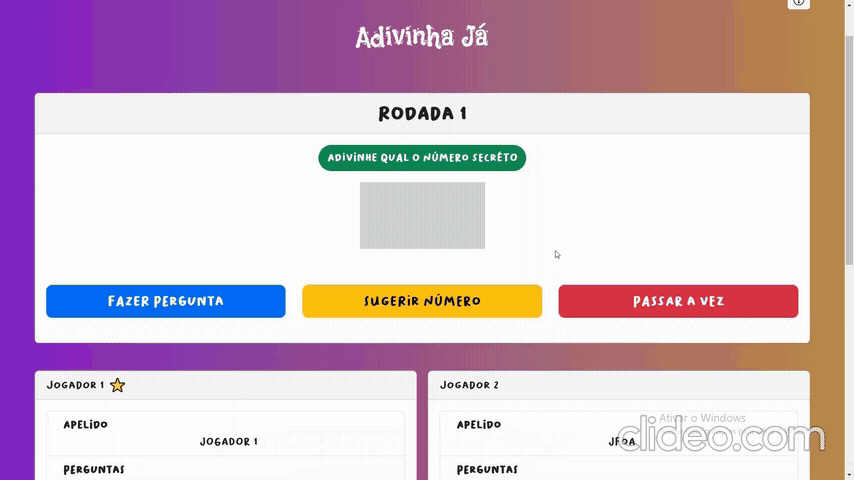 Adivinha Já
RODADA 1
ADIVINHE QUAL O NÚMERO SECRETO
FAZER PERGUNTA
SUGERIR NÚMERO
PASSAR A VEZ
JOGADOR 1
JOGADOR 2
APELIDO
APELIDO
JOGADOR 1
Ativar o Windows
clideo.com
PERGUNTAS
PERGUNTAS